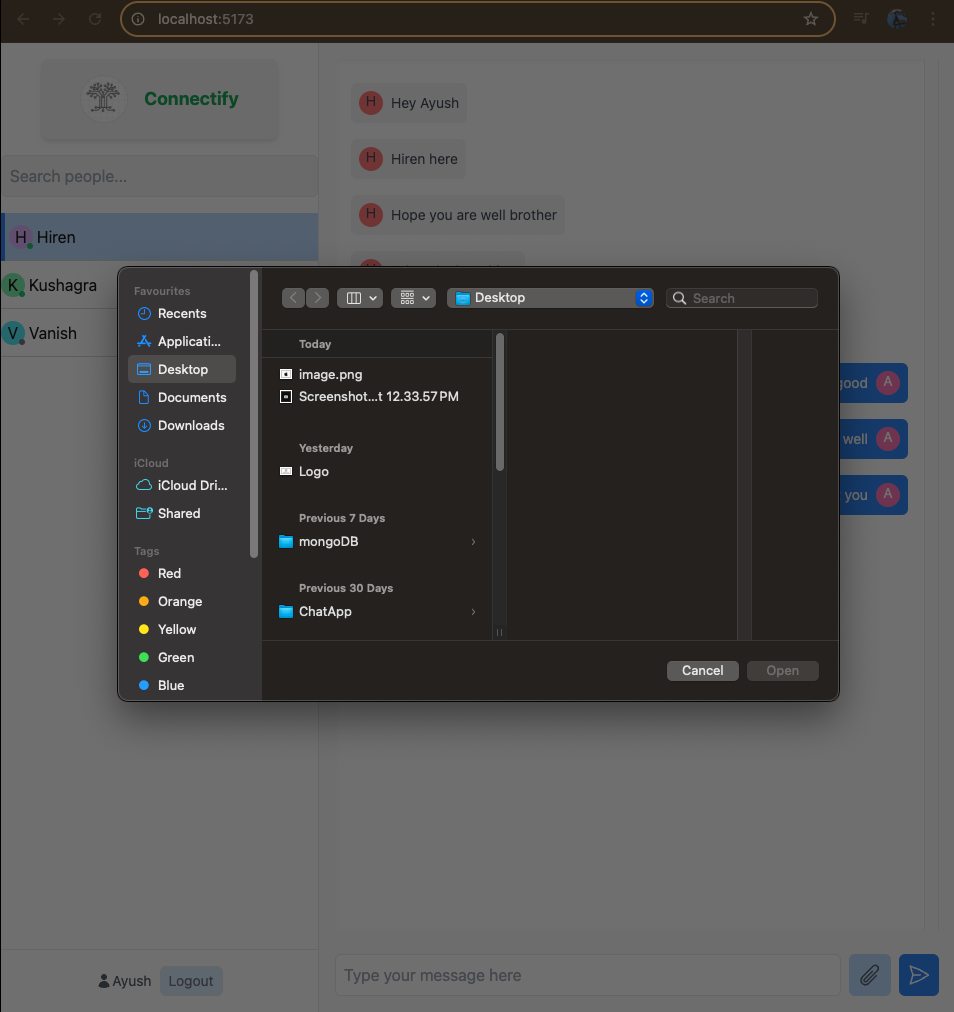 localhost:5173
Connectify
Search people...
H Hiren
K Kushagra
V Vanish
Ayush Logout
H Hey Ayush
H Hiren here
H Hope you are well brother
H
good A
well A
you A
Type your message here
Favourites
Recents
Applicati...
Desktop
Documents
Downloads
iCloud
iCloud Dri...
Shared
Tags
Red
Orange
Yellow
Green
Blue
Desktop
Search
Today
image.png
Screenshot...t 12.33.57 PM
Yesterday
Logo
Previous 7 Days
mongoDB
Previous 30 Days
ChatApp
Cancel Open